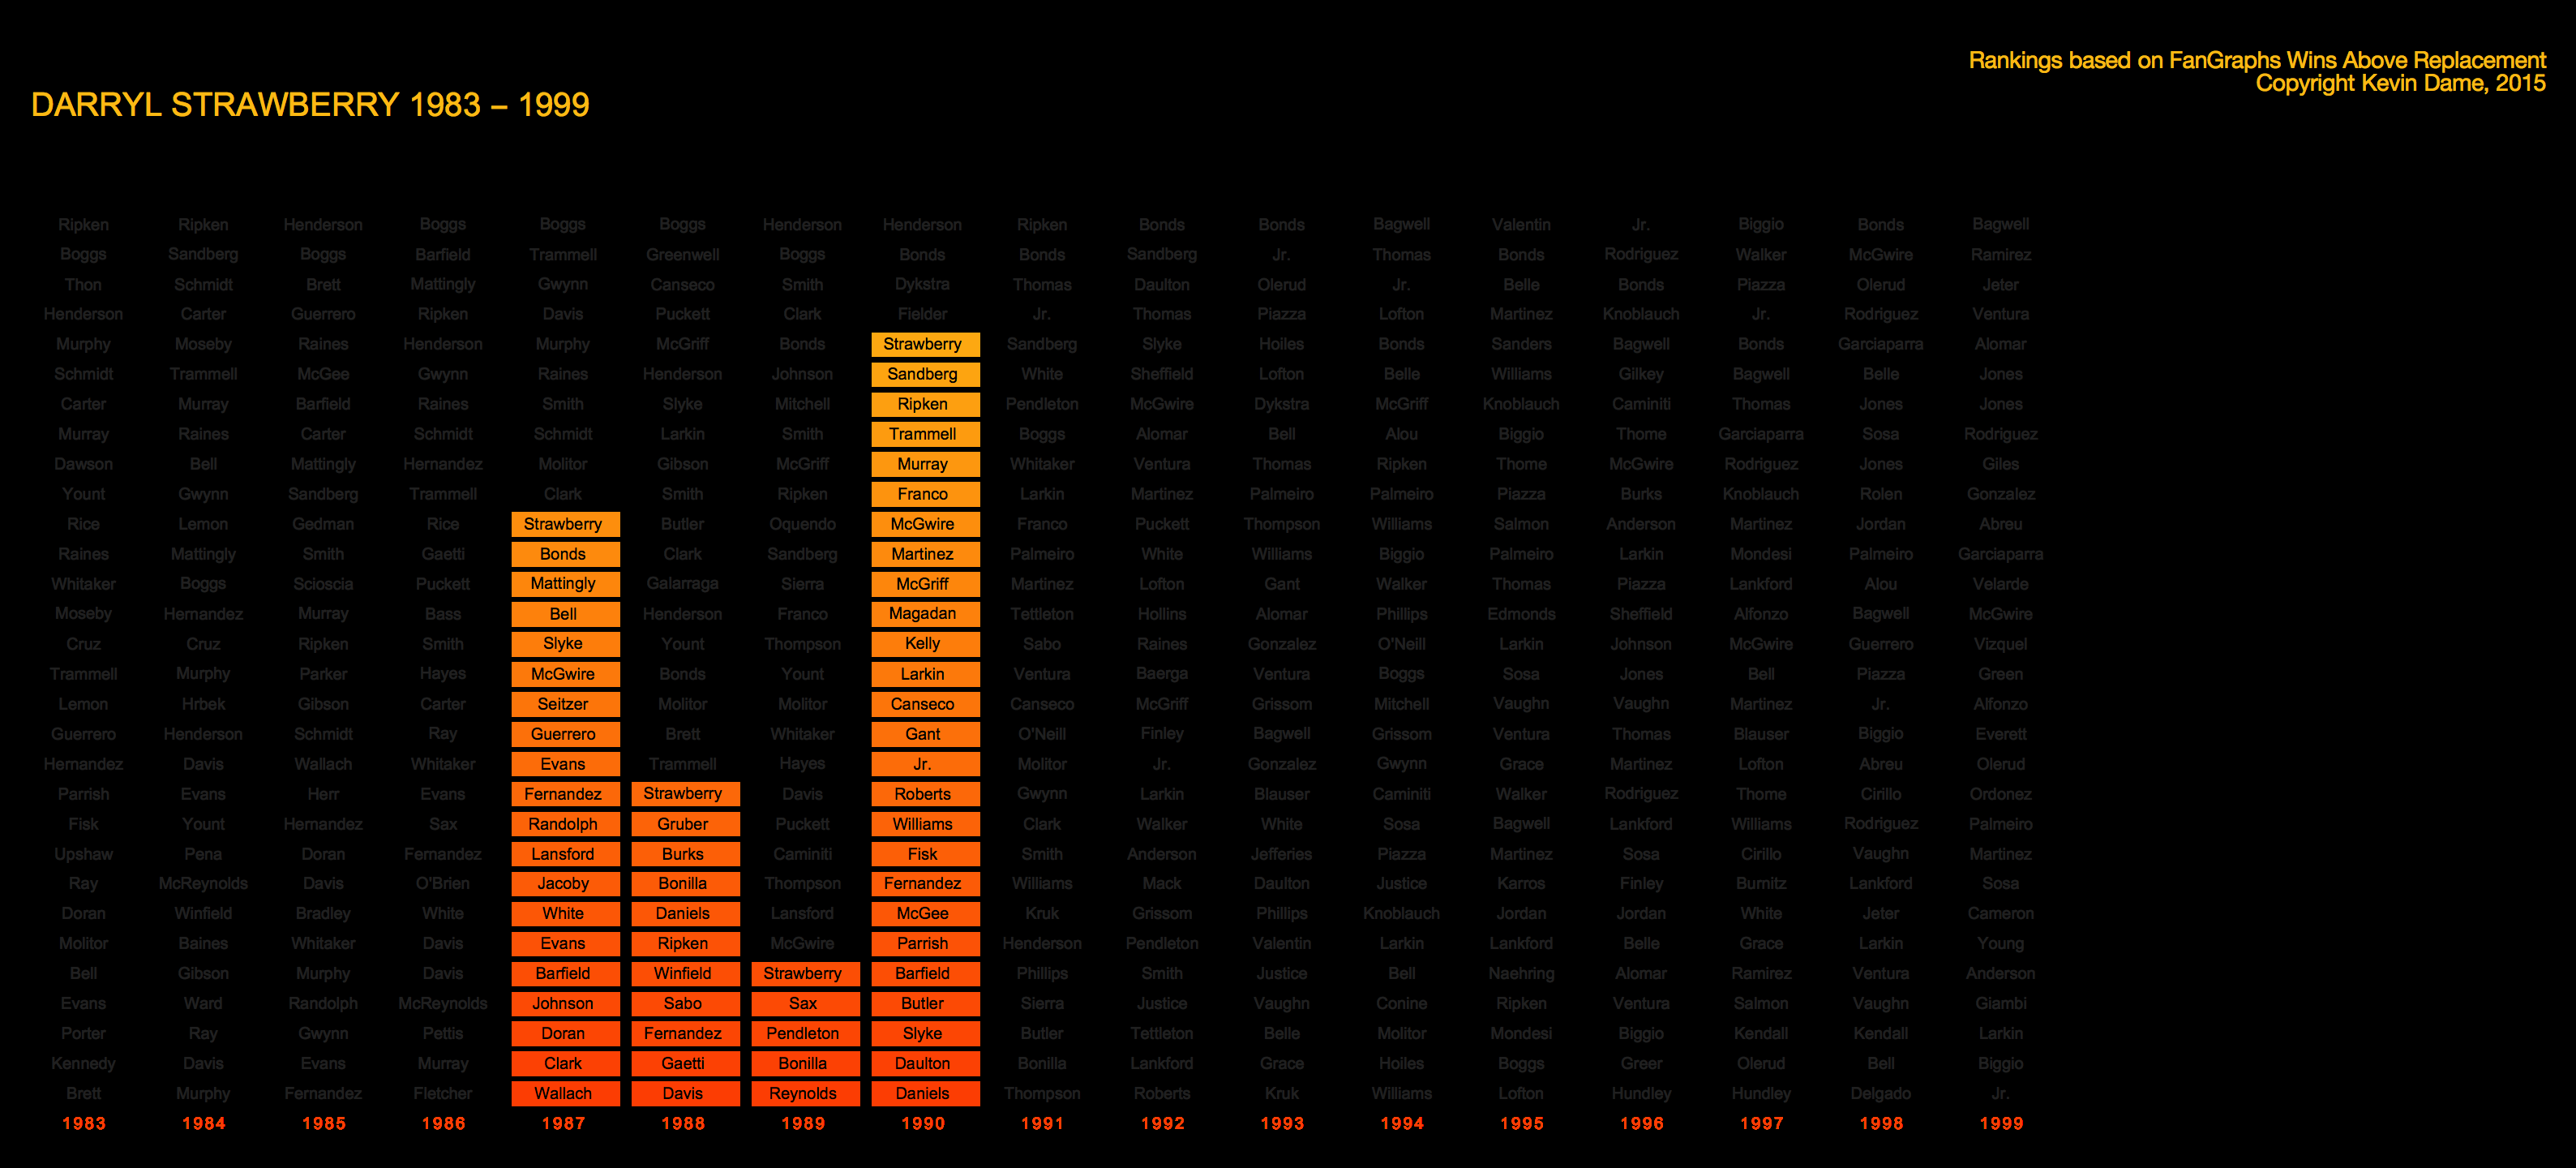 Rankings based on FanGraphs Wins Above Replacement
Copyright Kevin Dame, 2015
DARRYL STRAWBERRY 1983 – 1999
Ripken Ripken Henderson Boggs Boggs Boggs Henderson Henderson Ripken Bonds Bonds Bagwell Valentin Jr. Biggio Bonds Bagwell
Boggs Sandberg Boggs Barfield Trammell Greenwell Boggs Bonds Bonds Sandberg Jr. Thomas Bonds Rodriguez Walker McGwire Ramirez
Thon Schmidt Brett Mattingly Gwynn Canseco Smith Dykstra Thomas Daulton Olerud Jr. Belle Bonds Piazza Olerud Jeter
Henderson Carter Guerrero Ripken Davis Puckett Clark Fielder Jr. Thomas Piazza Lofton Martinez Knoblauch Jr. Rodriguez Ventura
Murphy Moseby Raines Henderson Murphy McGriff Bonds Strawberry Sandberg Slyke Hoiles Bonds Sanders Bagwell Bonds Garciaparra Alomar
Schmidt Trammell McGee Gwynn Raines Henderson Johnson Sandberg White Sheffield Lofton Belle Williams Gilkey Bagwell Belle Jones
Carter Murray Barfield Raines Smith Slyke Mitchell Ripken Pendleton McGwire Dykstra McGriff Knoblauch Caminiti Thomas Jones Jones
Murray Raines Carter Schmidt Schmidt Larkin Smith Trammell Boggs Alomar Bell Alou Biggio Thome Garciaparra Sosa Rodriguez
Dawson Bell Mattingly Hernandez Molitor Gibson McGriff Murray Whitaker Ventura Thomas Ripken Thome McGwire Rodriguez Jones Giles
Yount Gwynn Sandberg Trammell Clark Smith Ripken Franco Larkin Martinez Palmeiro Palmeiro Piazza Burks Knoblauch Rolen Gonzalez
Rice Lemon Gedman Rice Strawberry Butler Oquendo McGwire Franco Puckett Thompson Williams Salmon Anderson Martinez Jordan Abreu
Raines Mattingly Smith Gaetti Bonds Clark Sandberg Martinez Palmeiro White Williams Biggio Palmeiro Larkin Mondesi Palmeiro Garciaparra
Whitaker Boggs Scioscia Puckett Mattingly Galarraga Sierra McGriff Martinez Lofton Gant Walker Thomas Piazza Lankford Alou Velarde
Moseby Hernandez Murray Bass Bell Henderson Franco Magadan Tettleton Hollins Alomar Phillips Edmonds Sheffield Alfonzo Bagwell McGwire
Cruz Cruz Ripken Smith Slyke Yount Thompson Kelly Sabo Raines Gonzalez O'Neill Larkin Johnson McGwire Guerrero Vizquel
Trammell Murphy Parker Hayes McGwire Bonds Yount Larkin Ventura Baerga Ventura Boggs Sosa Jones Bell Piazza Green
Lemon Hrbek Gibson Carter Seitzer Molitor Molitor Canseco Canseco McGriff Grissom Mitchell Vaughn Vaughn Martinez Jr. Alfonzo
Guerrero Henderson Schmidt Ray Guerrero Brett Whitaker Gant O'Neill Finley Bagwell Grissom Ventura Thomas Blauser Biggio Everett
Hernandez Davis Wallach Whitaker Evans Trammell Hayes Jr. Molitor Jr. Gonzalez Gwynn Grace Martinez Lofton Abreu Olerud
Parrish Evans Herr Evans Fernandez Strawberry Davis Roberts Gwynn Larkin Blauser Caminiti Walker Rodriguez Thome Cirillo Ordonez
Fisk Yount Hernandez Sax Randolph Gruber Puckett Williams Clark Walker White Sosa Bagwell Lankford Williams Rodriguez Palmeiro
Upshaw Pena Doran Fernandez Lansford Burks Caminiti Fisk Smith Anderson Jefferies Piazza Martinez Sosa Cirillo Vaughn Martinez
Ray McReynolds Davis O'Brien Jacoby Bonilla Thompson Fernandez Williams Mack Daulton Justice Karros Finley Burnitz Lankford Sosa
Doran Winfield Bradley White White Daniels Lansford McGee Kruk Grissom Phillips Knoblauch Jordan Jordan White Jeter Cameron
Molitor Baines Whitaker Davis Evans Ripken McGwire Parrish Henderson Pendleton Valentin Larkin Lankford Belle Grace Larkin Young
Bell Gibson Murphy Davis Barfield Winfield Strawberry Barfield Phillips Smith Justice Bell Naehring Alomar Ramirez Ventura Anderson
Evans Ward Randolph McReynolds Johnson Sabo Sax Butler Sierra Justice Vaughn Conine Ripken Ventura Salmon Vaughn Giambi
Porter Ray Gwynn Pettis Doran Fernandez Pendleton Slyke Butler Tettleton Belle Molitor Mondesi Biggio Kendall Kendall Larkin
Kennedy Davis Evans Murray Clark Gaetti Bonilla Daulton Bonilla Lankford Grace Hoiles Boggs Greer Olerud Bell Biggio
Brett Murphy Fernandez Fletcher Wallach Davis Reynolds Daniels Thompson Roberts Kruk Williams Lofton Hundley Hundley Delgado Jr.
1983 1984 1985 1986 1987 1988 1989 1990 1991 1992 1993 1994 1995 1996 1997 1998 1999